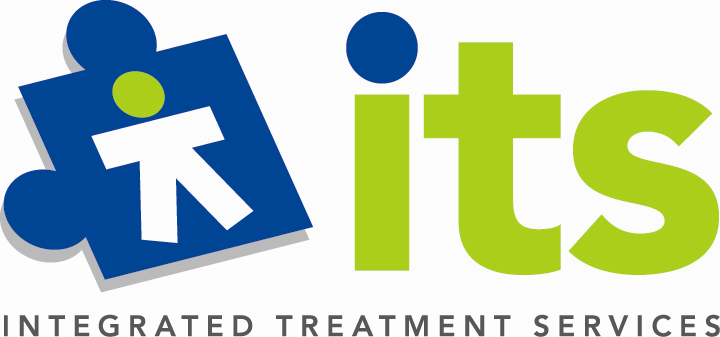 its
INTEGRATED TREATMENT SERVICES